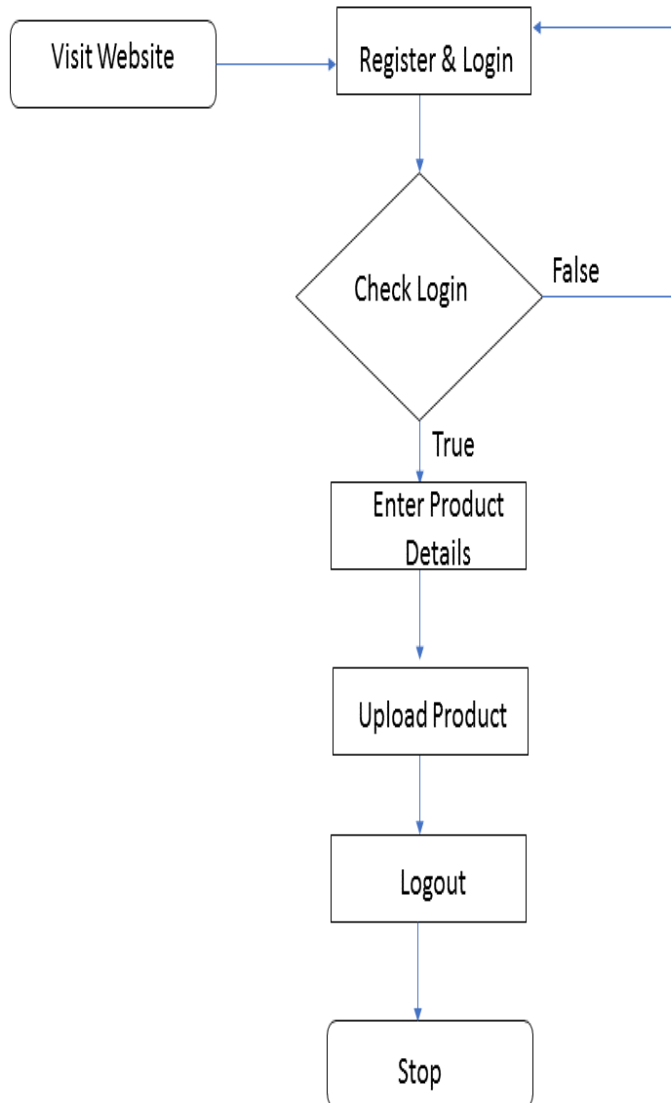 Visit Website
Register & Login
Check Login
False
True
Enter Product
Details
Upload Product
Logout
Stop